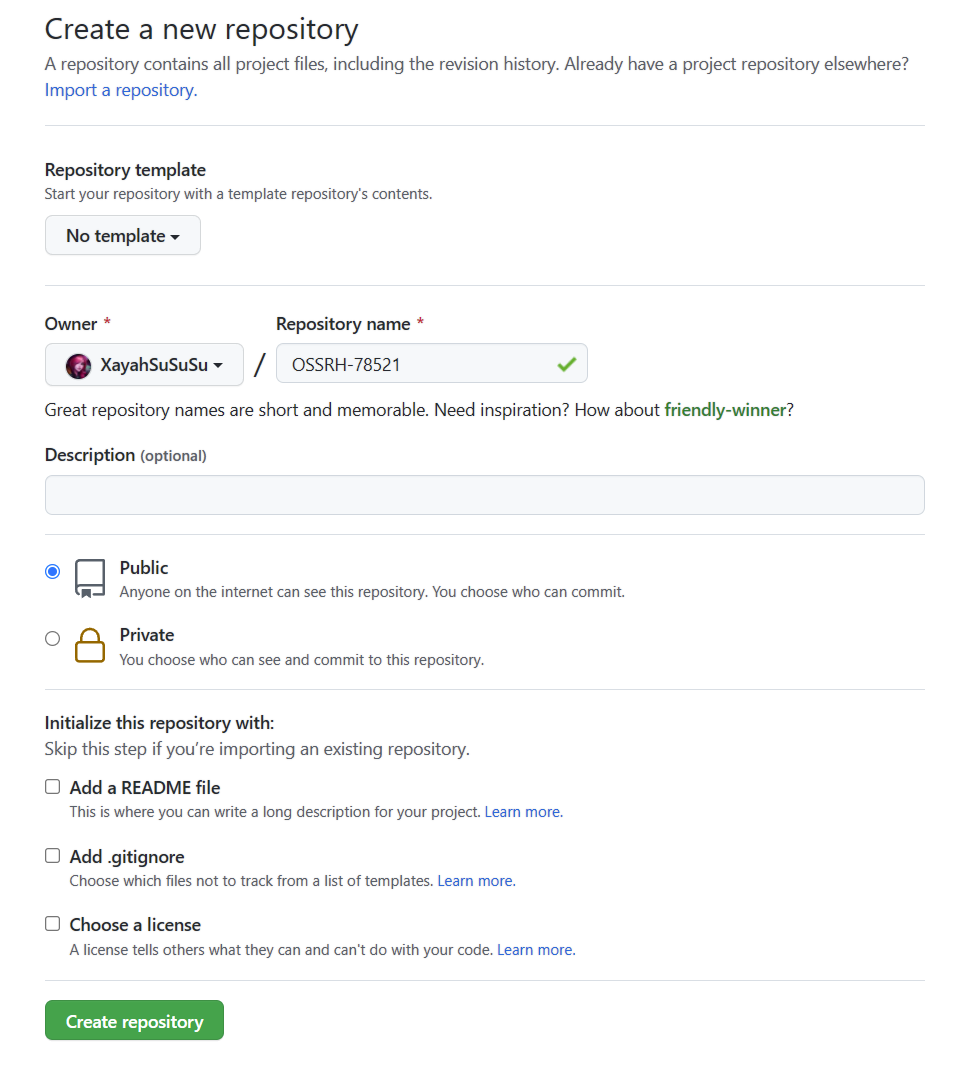 Create a new repository
A repository contains all project files, including the revision history. Already have a project repository elsewhere?
Import a repository.
Repository template
Start your repository with a template repository's contents.
No template
Owner *
Repository name *
XayahSuSuSu / OSSRH-78521
Great repository names are short and memorable. Need inspiration? How about friendly-winner?
Description (optional)
Public
Anyone on the internet can see this repository. You choose who can commit.
Private
You choose who can see and commit to this repository.
Initialize this repository with:
Skip this step if you’re importing an existing repository.
Add a README file
This is where you can write a long description for your project. Learn more.
Add .gitignore
Choose which files not to track from a list of templates. Learn more.
Choose a license
A license tells others what they can and can't do with your code. Learn more.
Create repository